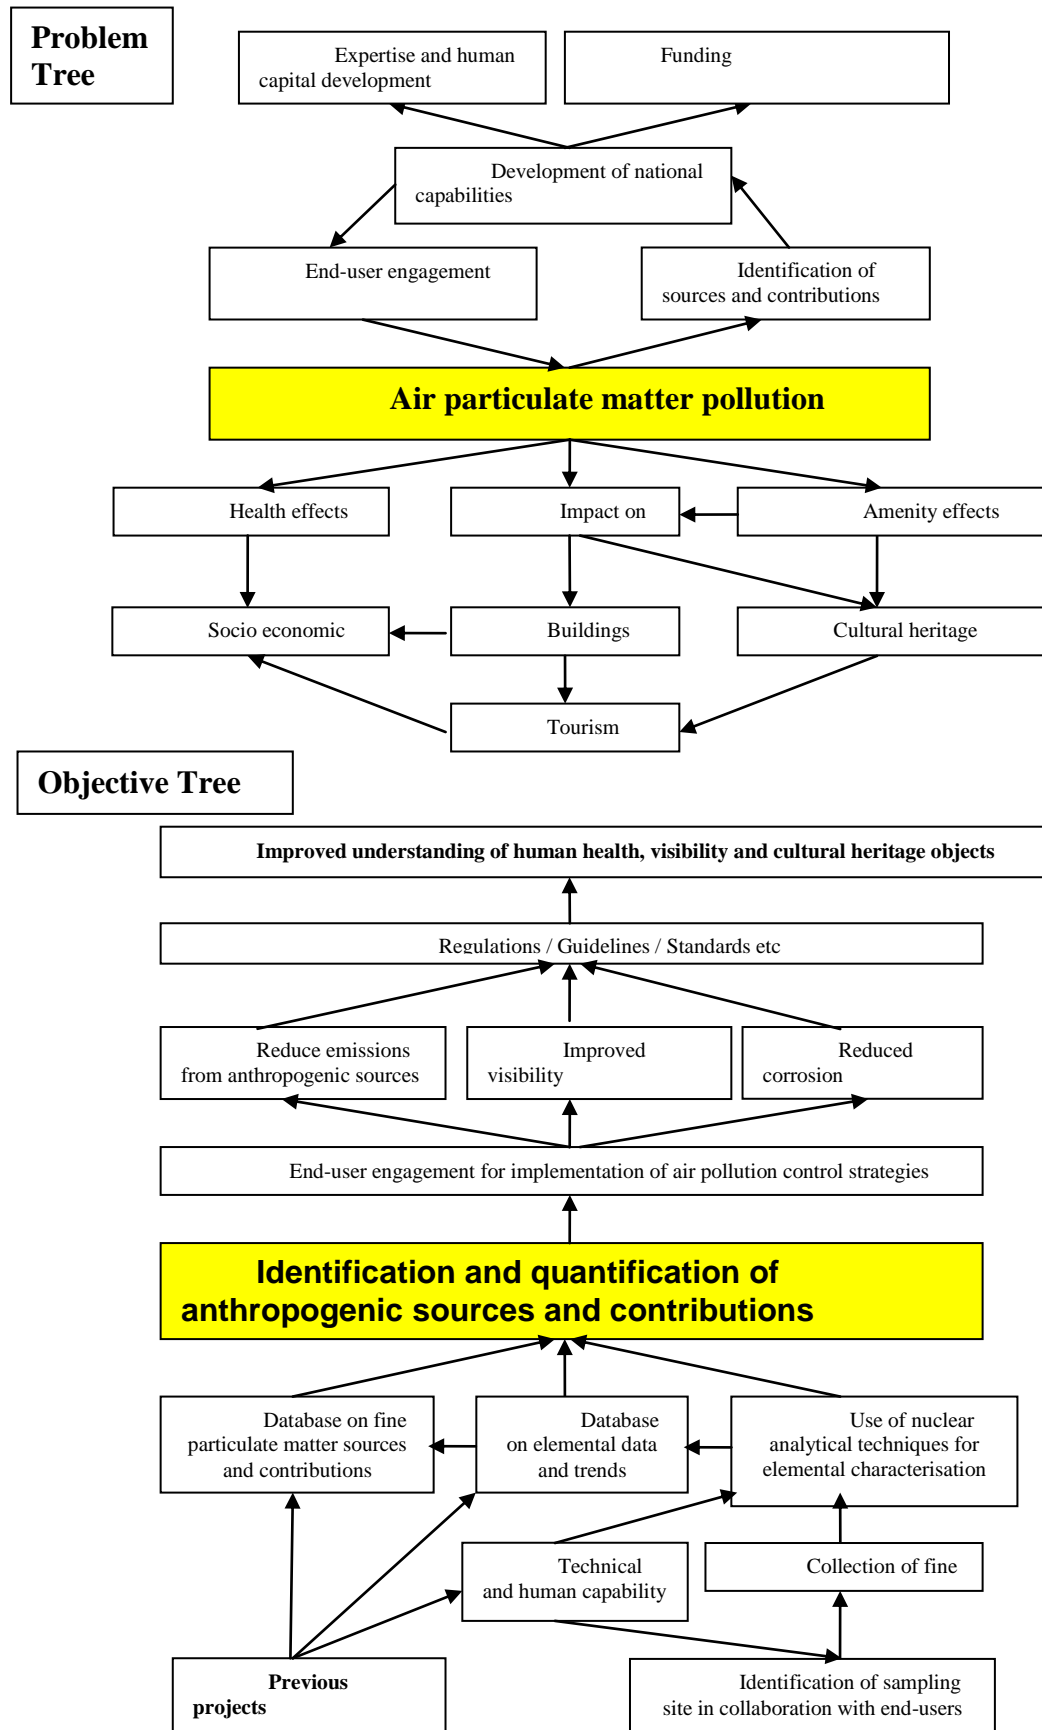 Problem
Tree
Expertise and human
capital development
Funding
Development of national
capabilities
End-user engagement
Identification of
sources and contributions
Air particulate matter pollution
Health effects
Impact on
Amenity effects
Socio economic
Buildings
Cultural heritage
Tourism
Objective Tree
Improved understanding of human health, visibility and cultural heritage objects
Regulations / Guidelines / Standards etc
Reduce emissions
from anthropogenic sources
Improved
visibility
Reduced
corrosion
End-user engagement for implementation of air pollution control strategies
Identification and quantification of
anthropogenic sources and contributions
Database on fine
particulate matter sources
and contributions
Database
on elemental data
and trends
Use of nuclear
analytical techniques for
elemental characterisation
Technical
and human capability
Collection of fine
Previous
projects
Identification of sampling
site in collaboration with end-users